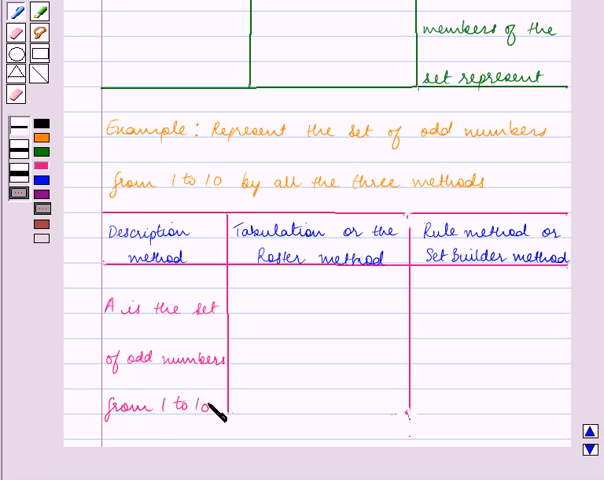 members of the
set represent
Example: Represent the set of odd numbers
from 1 to 10 by all the three methods
Description method
Tabulation or the Roster method
Rule method or Set Builder method
A is the set
of odd numbers
from 1 to 10